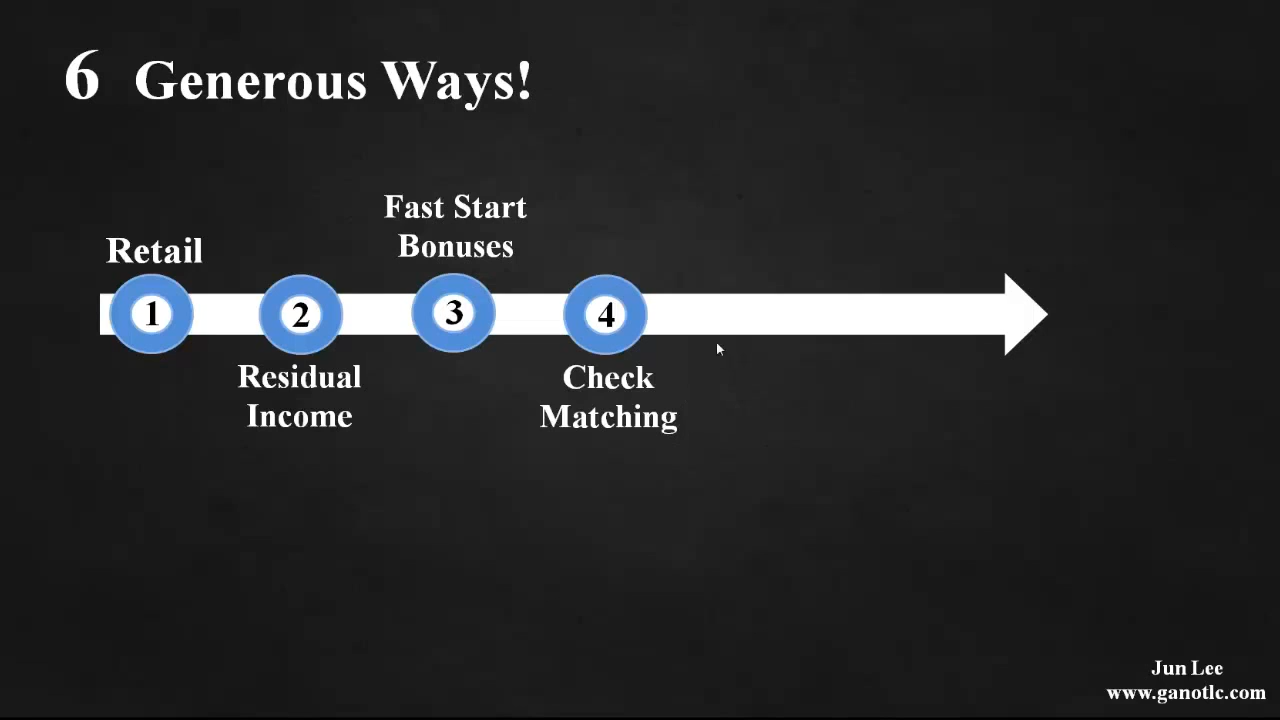 6 Generous Ways!
Retail
1
2
Residual
Income
Fast Start
Bonuses
3
4
Check
Matching
Jun Lee
www.ganotlc.com